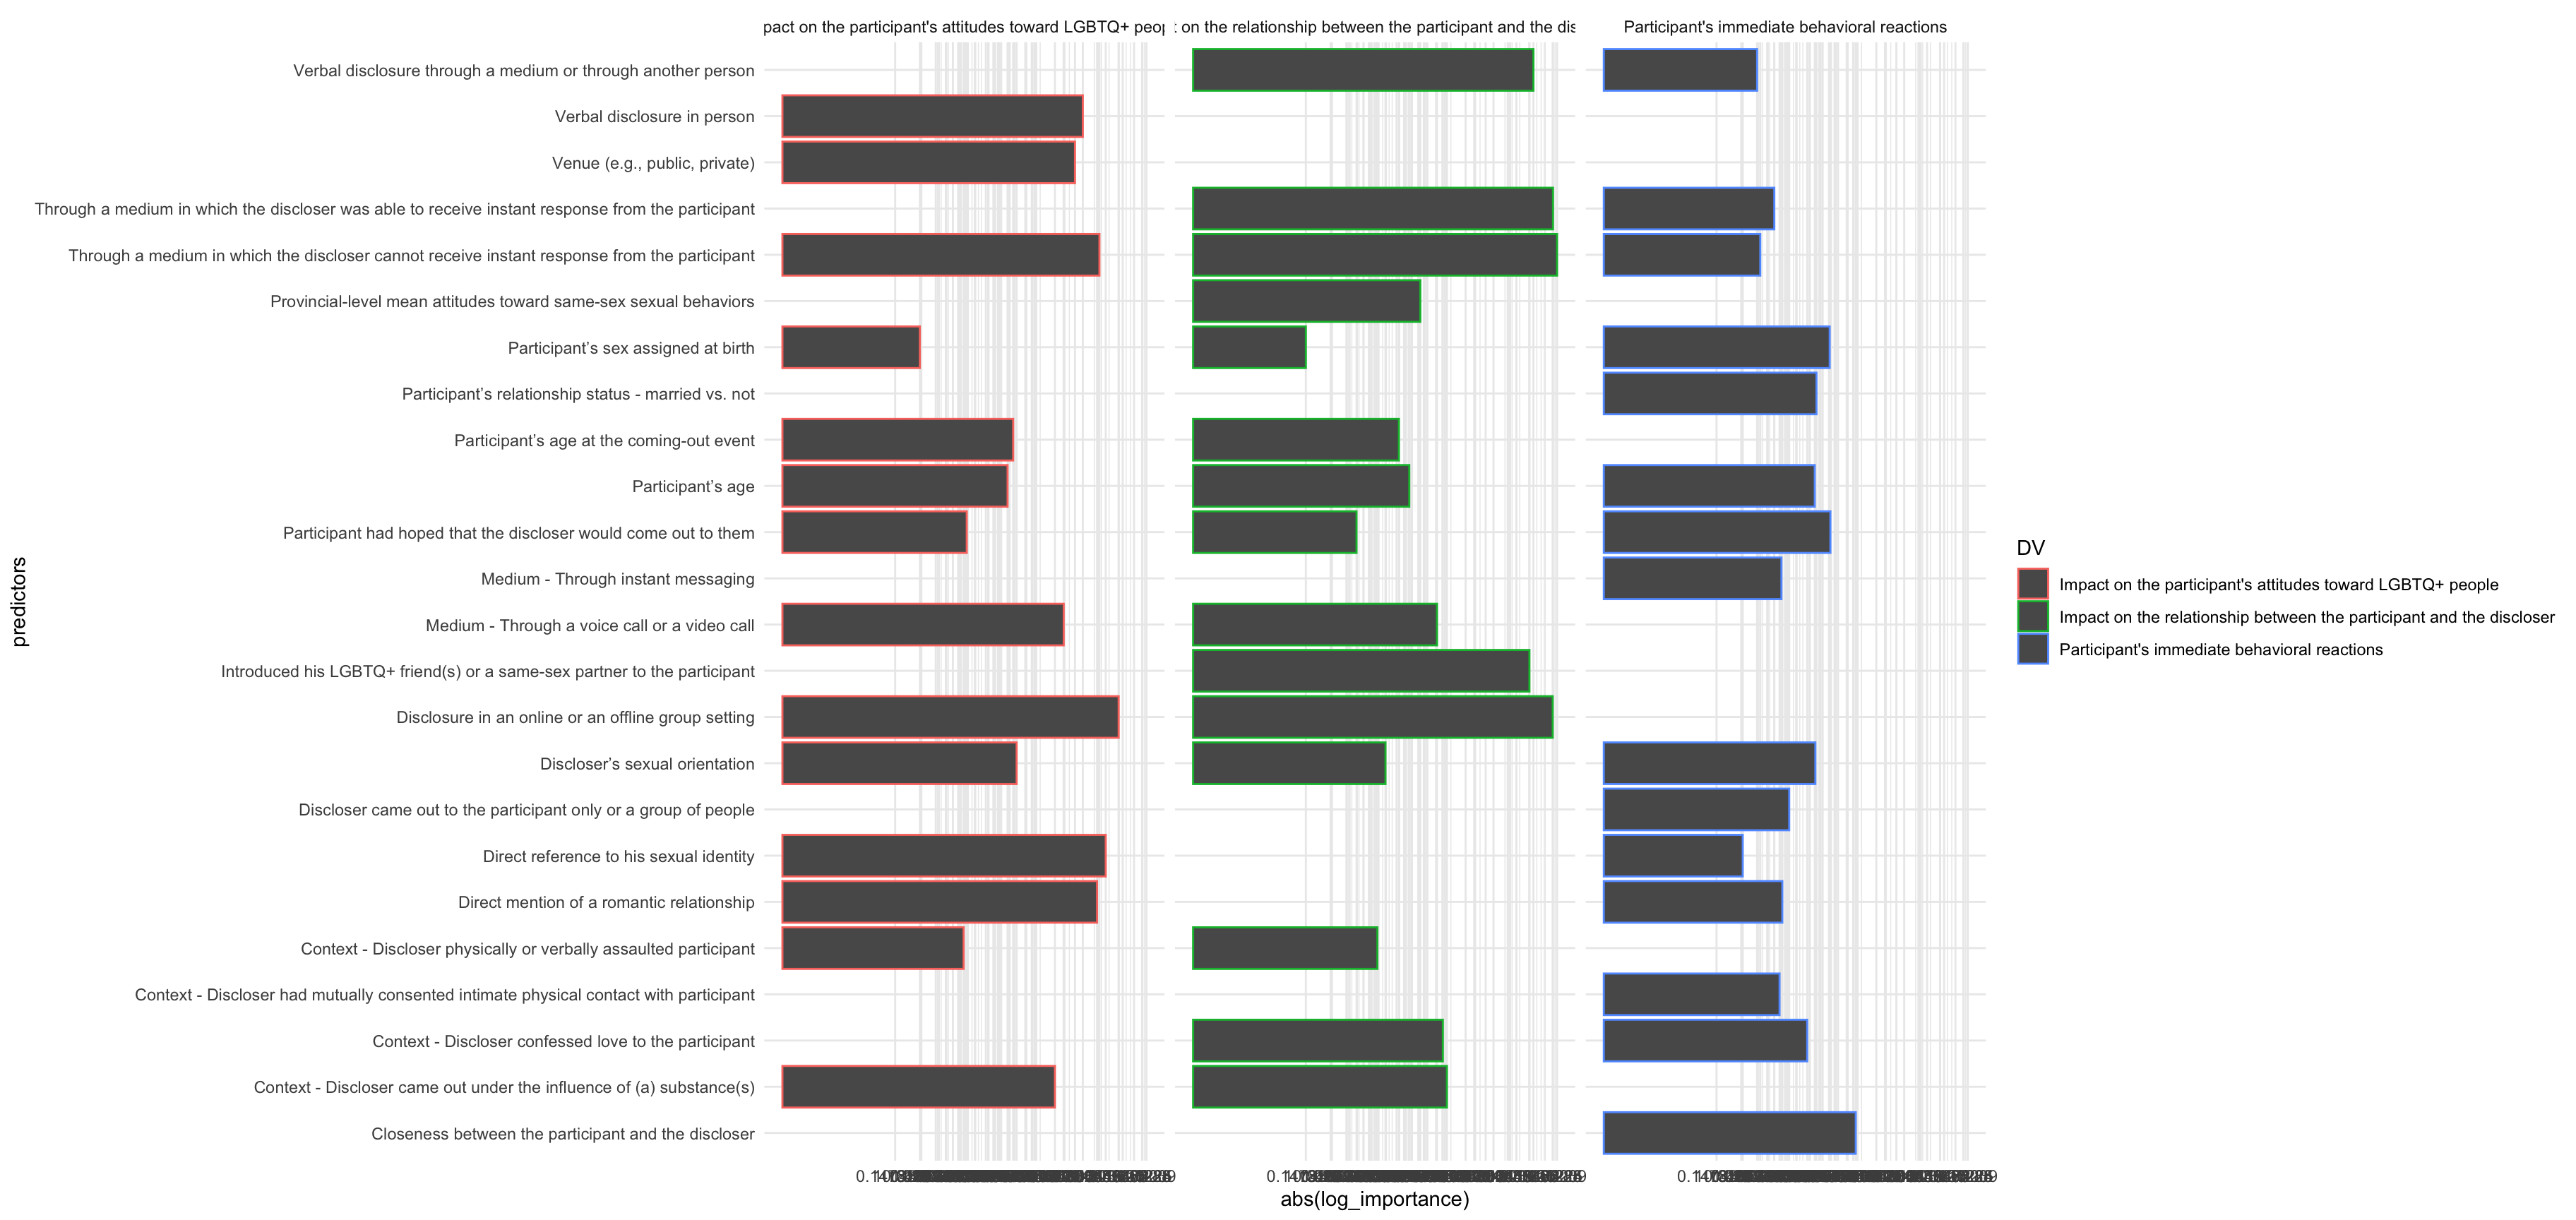 pact on the participant's attitudes toward LGBTQ+ peop
on the relationship between the participant and the dis
Participant's immediate behavioral reactions
Verbal disclosure through a medium or through another person
Verbal disclosure in person
Venue (e.g., public, private)
Through a medium in which the discloser was able to receive instant response from the participant
Through a medium in which the discloser cannot receive instant response from the participant
Provincial-level mean attitudes toward same-sex sexual behaviors
Participant’s sex assigned at birth
Participant’s relationship status - married vs. not
Participant’s age at the coming-out event
Participant’s age
Participant had hoped that the discloser would come out to them
Medium - Through instant messaging
Medium - Through a voice call or a video call
Introduced his LGBTQ+ friend(s) or a same-sex partner to the participant
Disclosure in an online or an offline group setting
Discloser’s sexual orientation
Discloser came out to the participant only or a group of people
Direct reference to his sexual identity
Direct mention of a romantic relationship
Context - Discloser physically or verbally assaulted participant
Context - Discloser had mutually consented intimate physical contact with participant
Context - Discloser confessed love to the participant
Context - Discloser came out under the influence of (a) substance(s)
Closeness between the participant and the discloser
predictors
abs(log_importance)
DV
Impact on the participant's attitudes toward LGBTQ+ people
Impact on the relationship between the participant and the discloser
Participant's immediate behavioral reactions